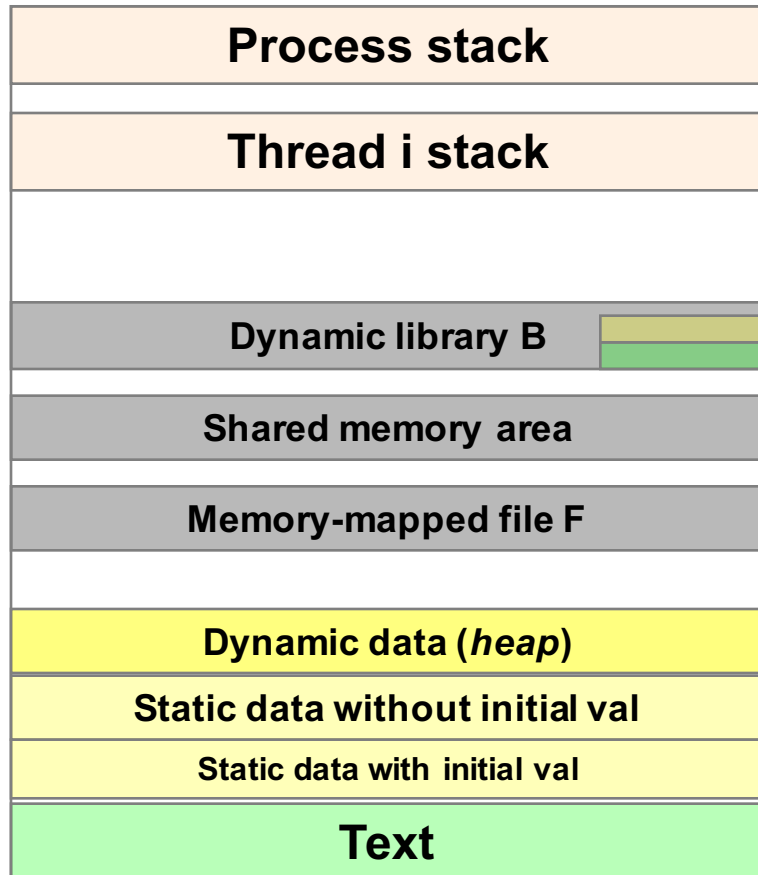 Process stack
Thread i stack
Dynamic library B
Shared memory area
Memory-mapped file F
Dynamic data (heap)
Static data without initial val
Static data with initial val
Text